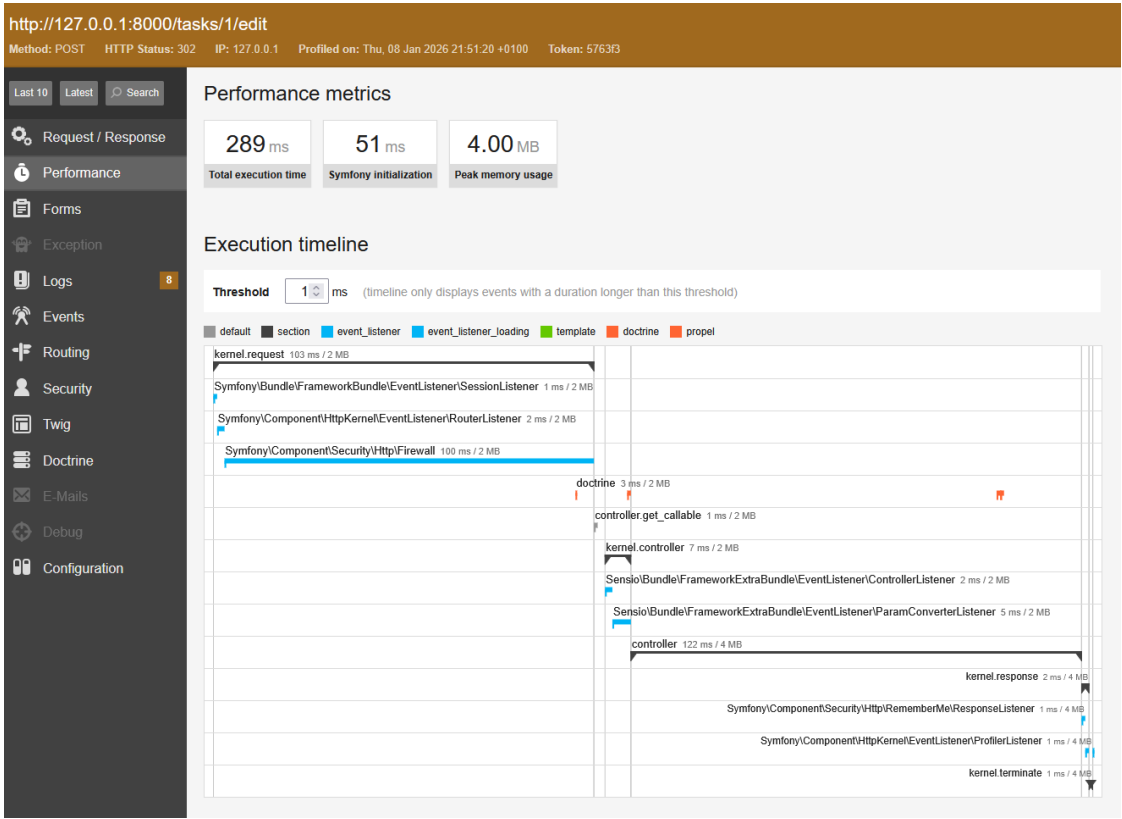 http://127.0.0.1:8000/tasks/1/edit
Method: POST HTTP Status: 302 IP: 127.0.0.1 Profiled on: Thu, 08 Jan 2026 21:51:20 +0100 Token: 5763f3
Last 10 Latest Search
Request / Response
Performance
Forms
Exception
Logs 8
Events
Routing
Security
Twig
Doctrine
E-Mails
Debug
Configuration
Performance metrics
289 ms 51 ms 4.00 MB
Total execution time Symfony initialization Peak memory usage
Execution timeline
Threshold 1 ms (timeline only displays events with a duration longer than this threshold)
default section event_listener event_listener_loading template doctrine propel
kernel.request 103 ms / 2 MB
Symfony\Bundle\FrameworkBundle\EventListener\SessionListener 1 ms / 2 MB
Symfony\Component\HttpKernel\EventListener\RouterListener 2 ms / 2 MB
Symfony\Component\Security\Http\Firewall 100 ms / 2 MB
doctrine 3 ms / 2 MB
controller.get_callable 1 ms / 2 MB
kernel.controller 7 ms / 2 MB
Sensio\Bundle\FrameworkExtraBundle\EventListener\ControllerListener 2 ms / 2 MB
Sensio\Bundle\FrameworkExtraBundle\EventListener\ParamConverterListener 5 ms / 2 MB
controller 122 ms / 4 MB
kernel.response 2 ms / 4 MB
Symfony\Component\Security\Http\RememberMe\ResponseListener 1 ms / 4 MB
Symfony\Component\HttpKernel\EventListener\ProfilerListener 1 ms / 4 MB
kernel.terminate 1 ms / 4 MB